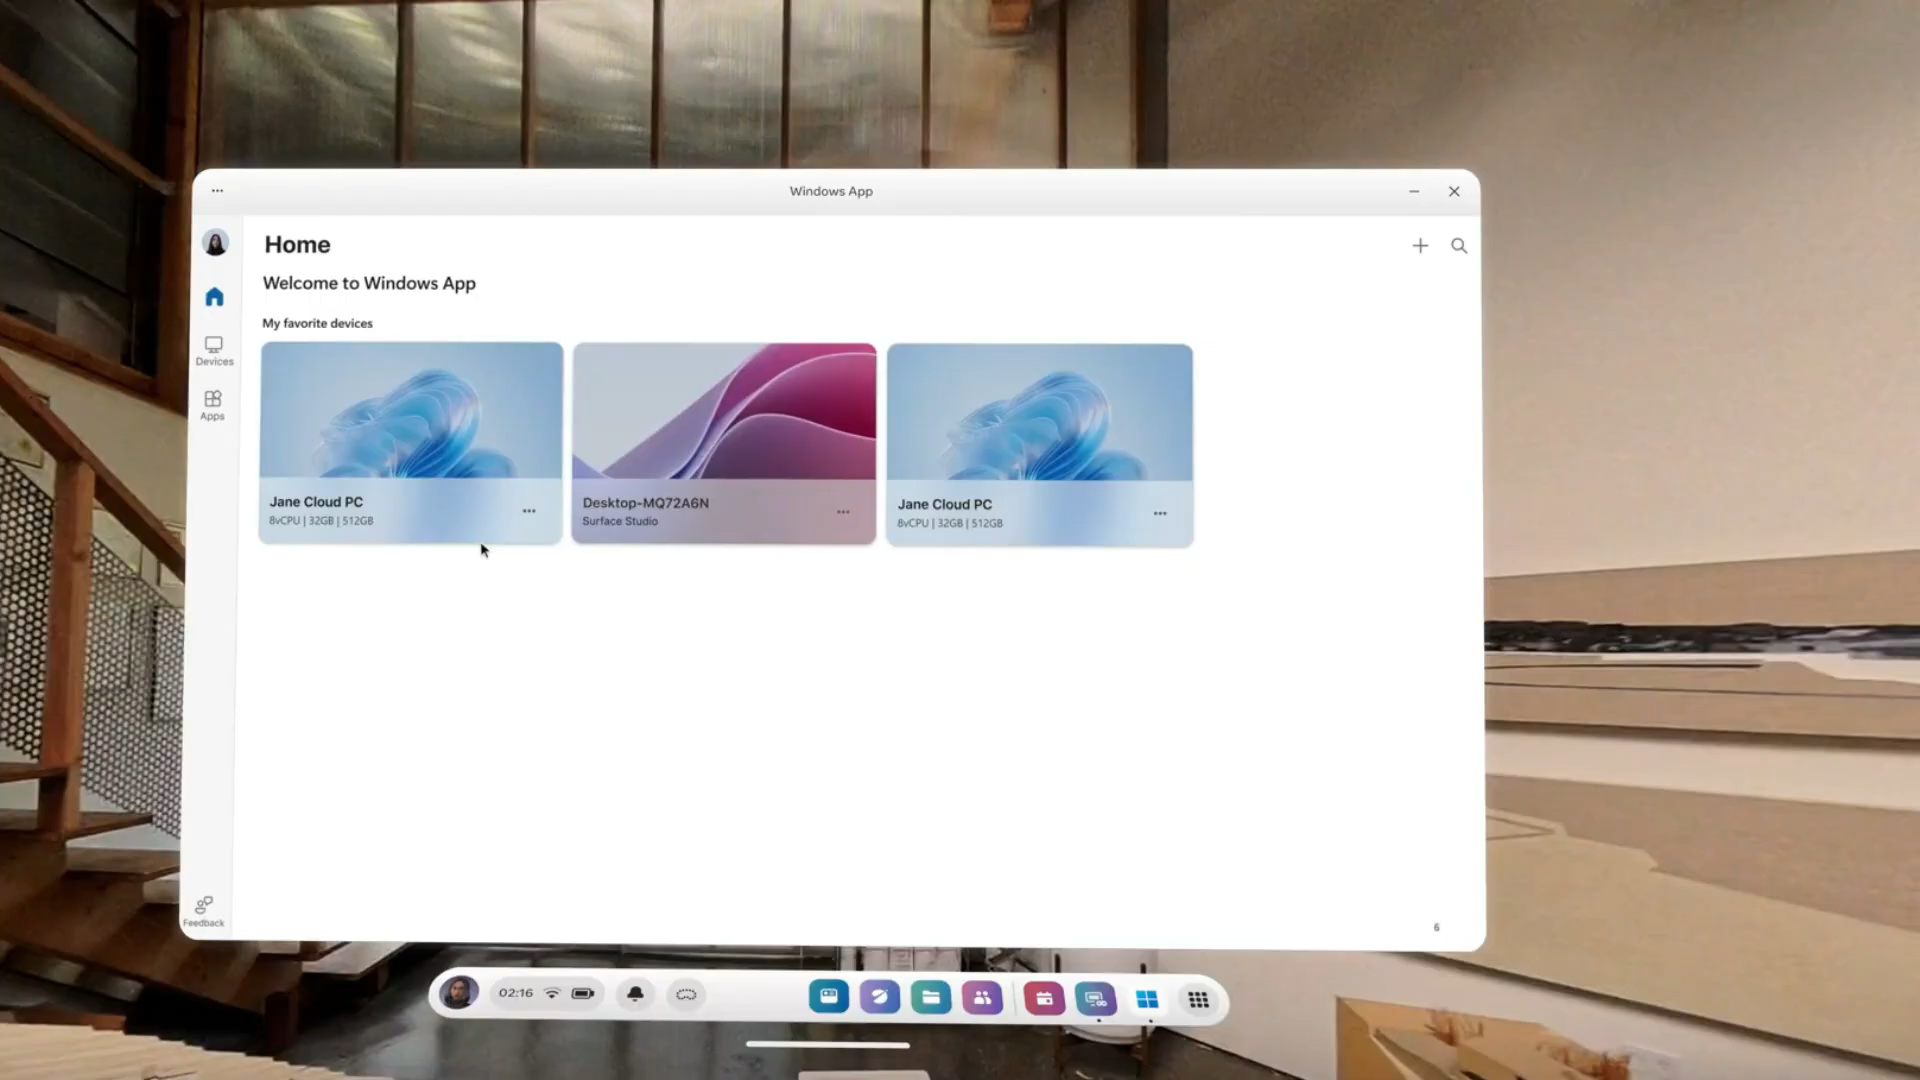 Windows App
Home
Welcome to Windows App
My favorite devices
Devices
Apps
Jane Cloud PC
8vCPU | 32GB | 512GB
Desktop-MQ72A6N
Surface Studio
Jane Cloud PC
8vCPU | 32GB | 512GB
Feedback
6
02:16